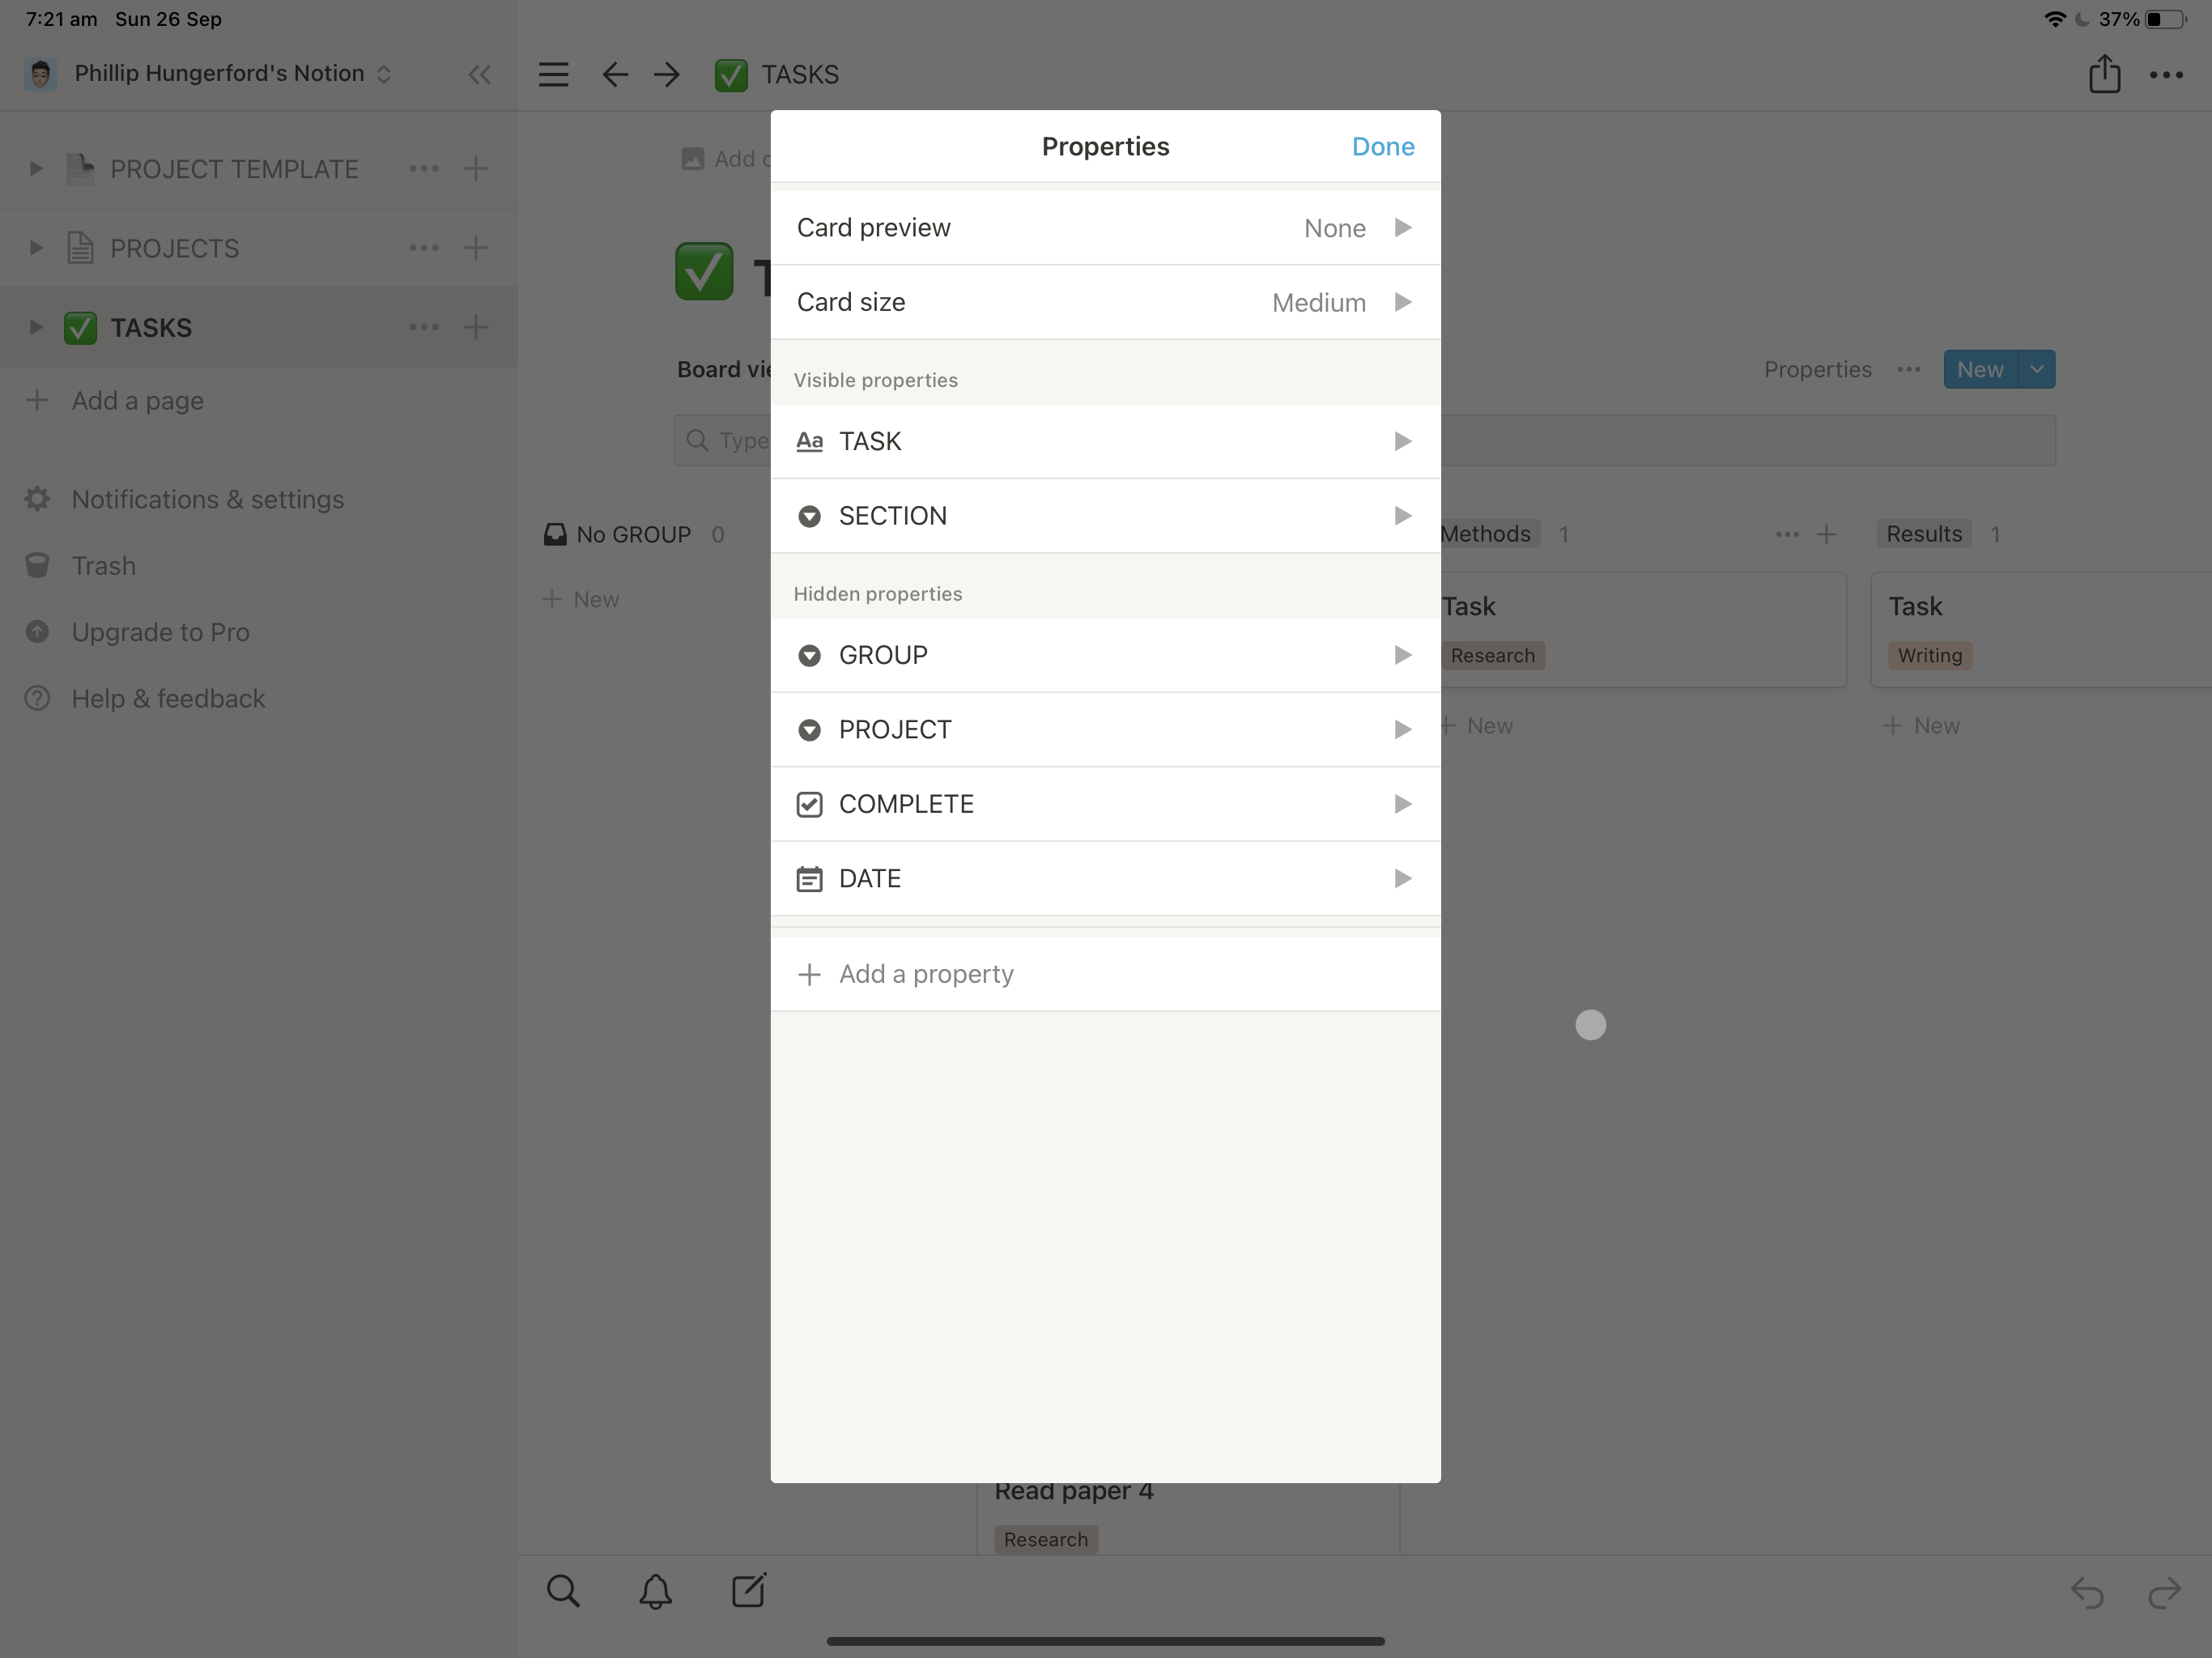 7:21 am Sun 26 Sep
37%
Phillip Hungerford's Notion
TASKS
PROJECT TEMPLATE
PROJECTS
TASKS
Add a page
Notifications & settings
Trash
Upgrade to Pro
Help & feedback
Add
Board
Properties
New
Type
No GROUP 0
New
Methods 1
Task
Research
New
Results 1
Task
Writing
New
Properties
Done
Card preview None
Card size Medium
Visible properties
Aa TASK
SECTION
Hidden properties
GROUP
PROJECT
COMPLETE
DATE
Add a property
Read paper 4
Research